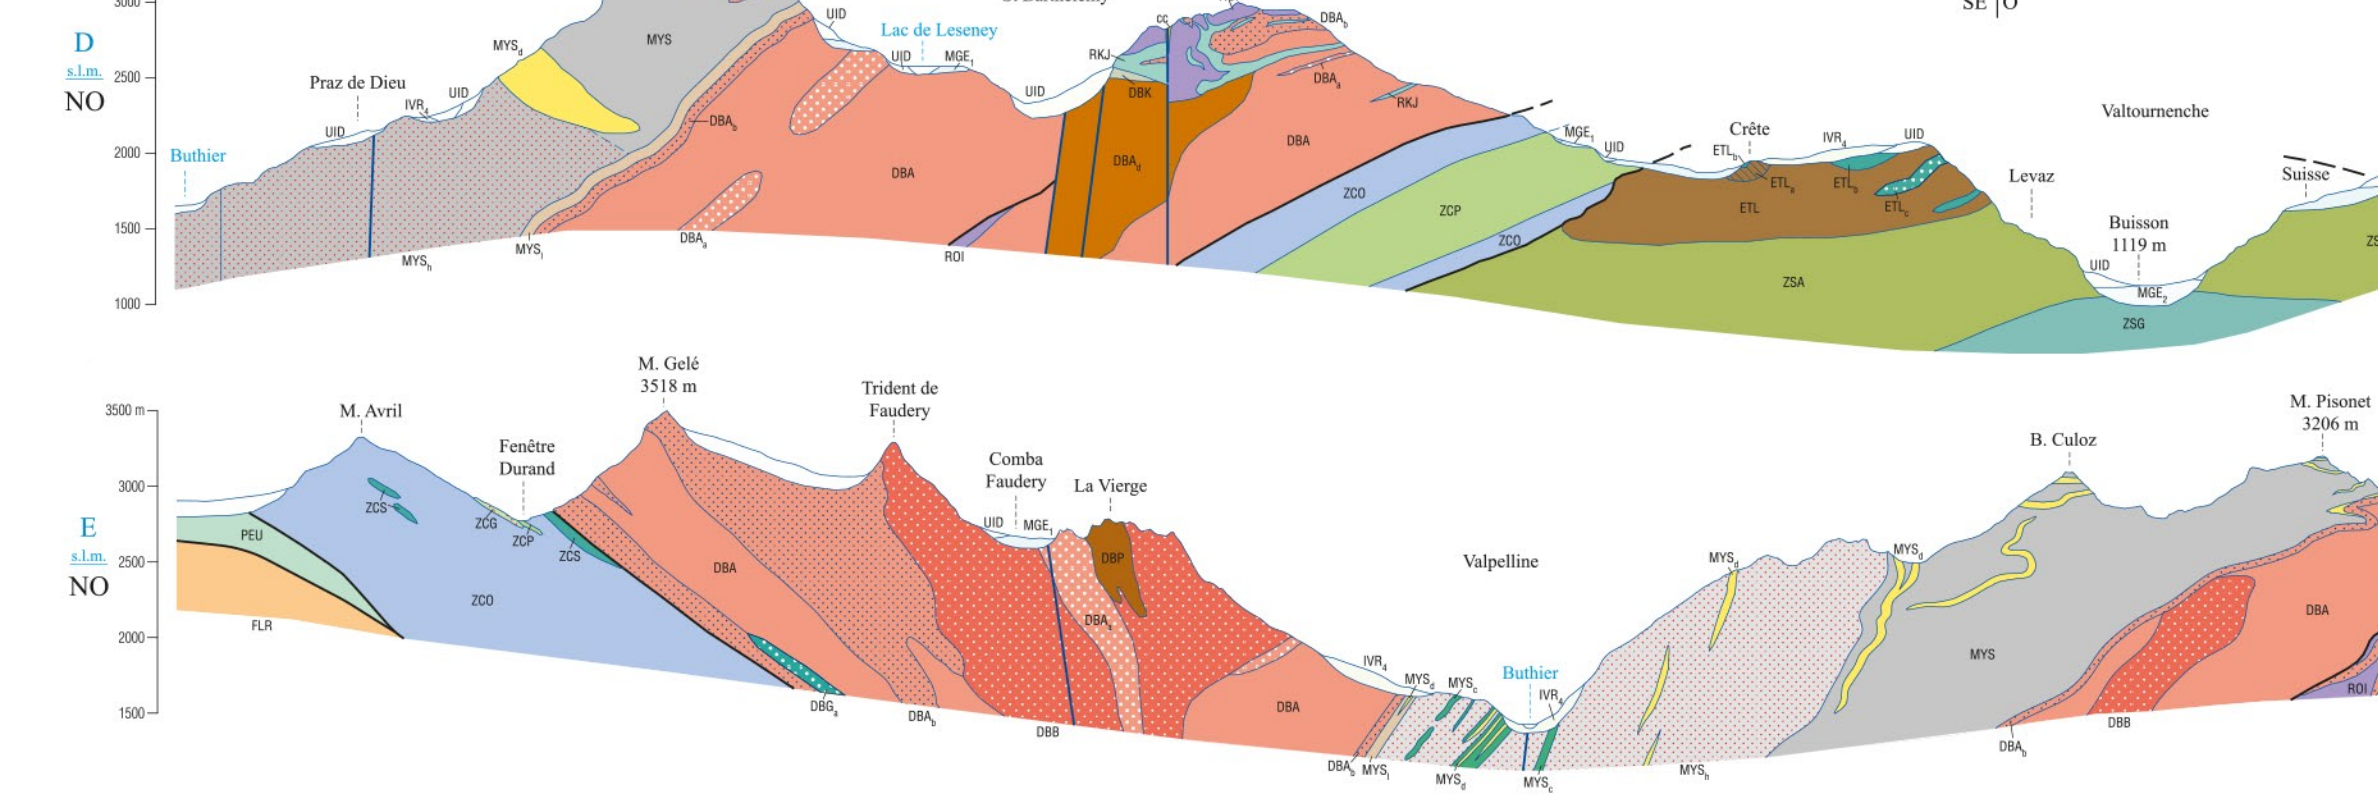 3000
SE | O
D
s.l.m.
NO
2500
2000
1500
1000
Buthier
Praz de Dieu
UID
IVR4
UID
MYSd
MYS
UID
Lac de Leseney
UID
MGE1
UID
RKJ
CC
DBAb
DBAa
RKJ
DBK
DBAd
DBAb
DBA
DBA
DBAa
MYSh
MYSl
ROI
ZCO
ZCP
ZCO
MGE1
UID
Crête
ETLb
ETLa
IVR4
UID
ETLb
ETLc
ETL
ZSA
Valtournenche
Levaz
Buisson
1119 m
UID
MGE2
ZSG
Suisse
ZS
E
s.l.m.
NO
3500 m
3000
2500
2000
1500
M. Avril
Fenêtre
Durand
M. Gelé
3518 m
Trident de
Faudery
Comba
Faudery
La Vierge
Valpelline
Buthier
B. Culoz
M. Pisonet
3206 m
PEU
FLR
ZCO
ZCS
ZCG
ZCP
ZCS
DBA
DBGa
DBAb
DBB
UID
MGE1
DBP
DBAa
DBA
IVR4
MYSd
MYSc
IVR4
DBAb
MYSl
MYSd
MYSc
MYSh
MYSd
MYSd
MYS
DBAb
DBB
DBA
ROI